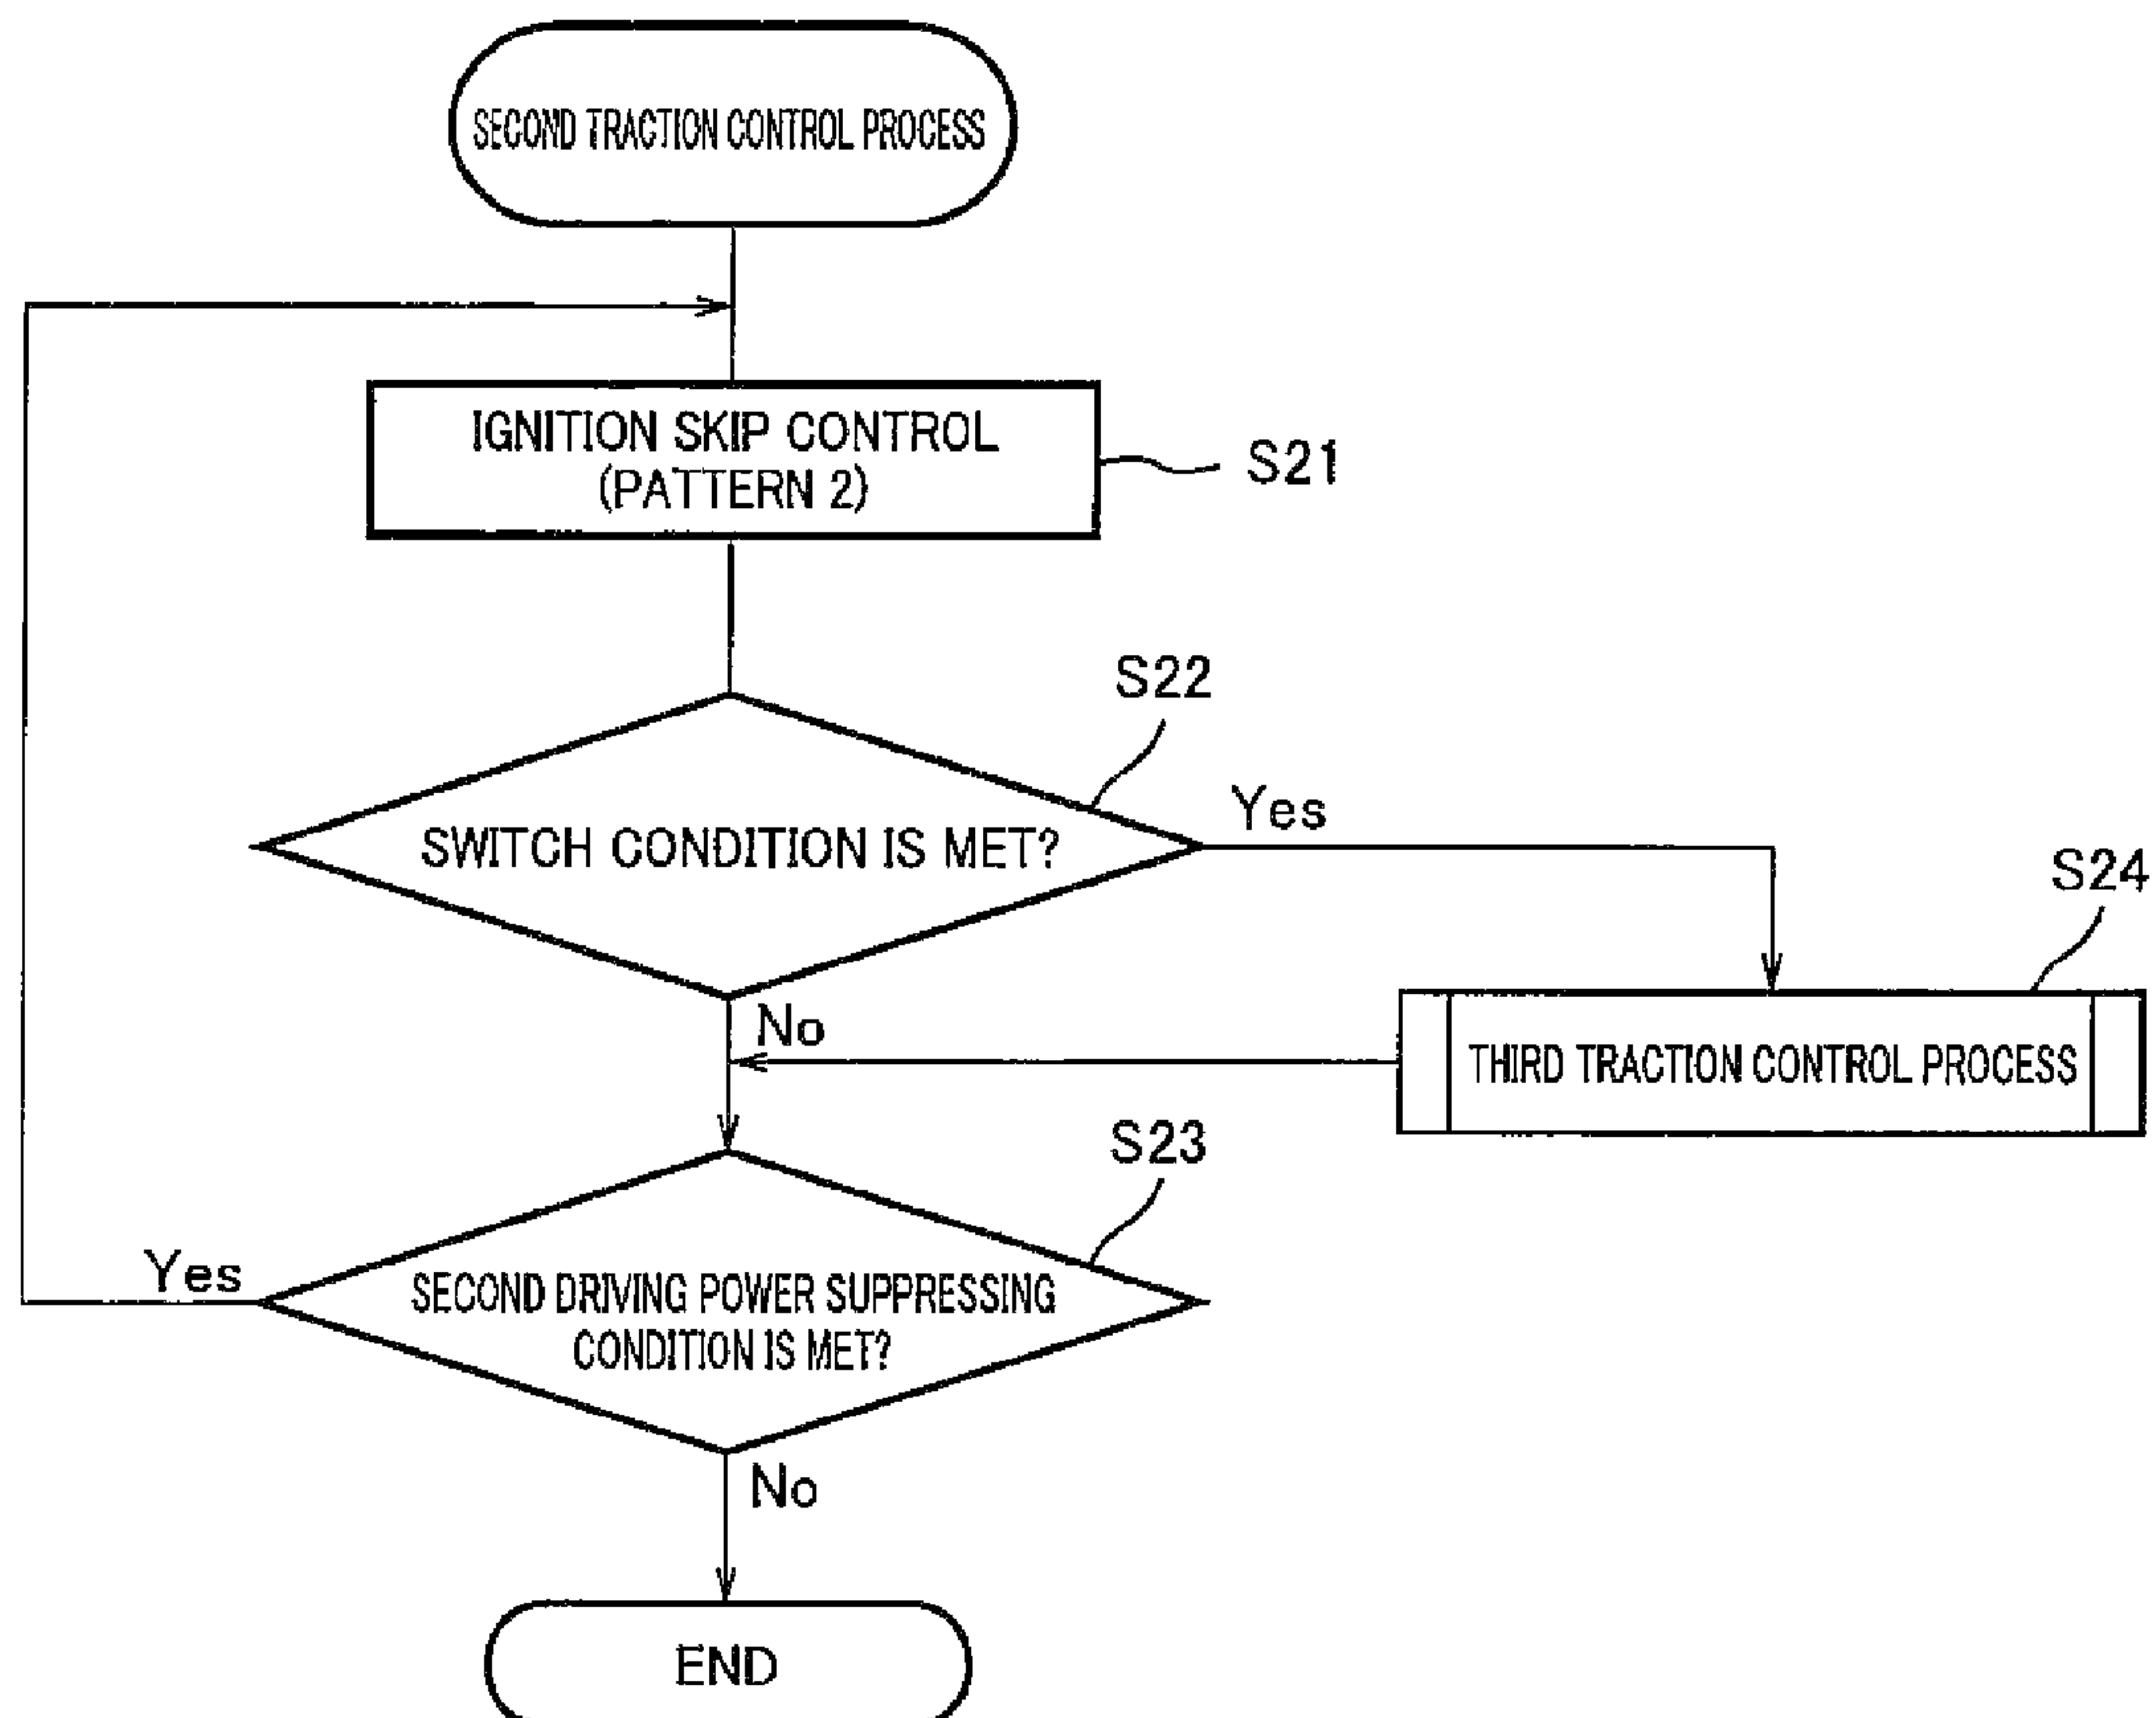 SECOND TRACTION CONTROL PROCESS
IGNITION SKIP CONTROL
(PATTERN 2)
S21
S22
SWITCH CONDITION IS MET?
Yes
S24
No
THIRD TRACTION CONTROL PROCESS
S23
Yes
SECOND DRIVING POWER SUPPRESSING
CONDITION IS MET?
No
END